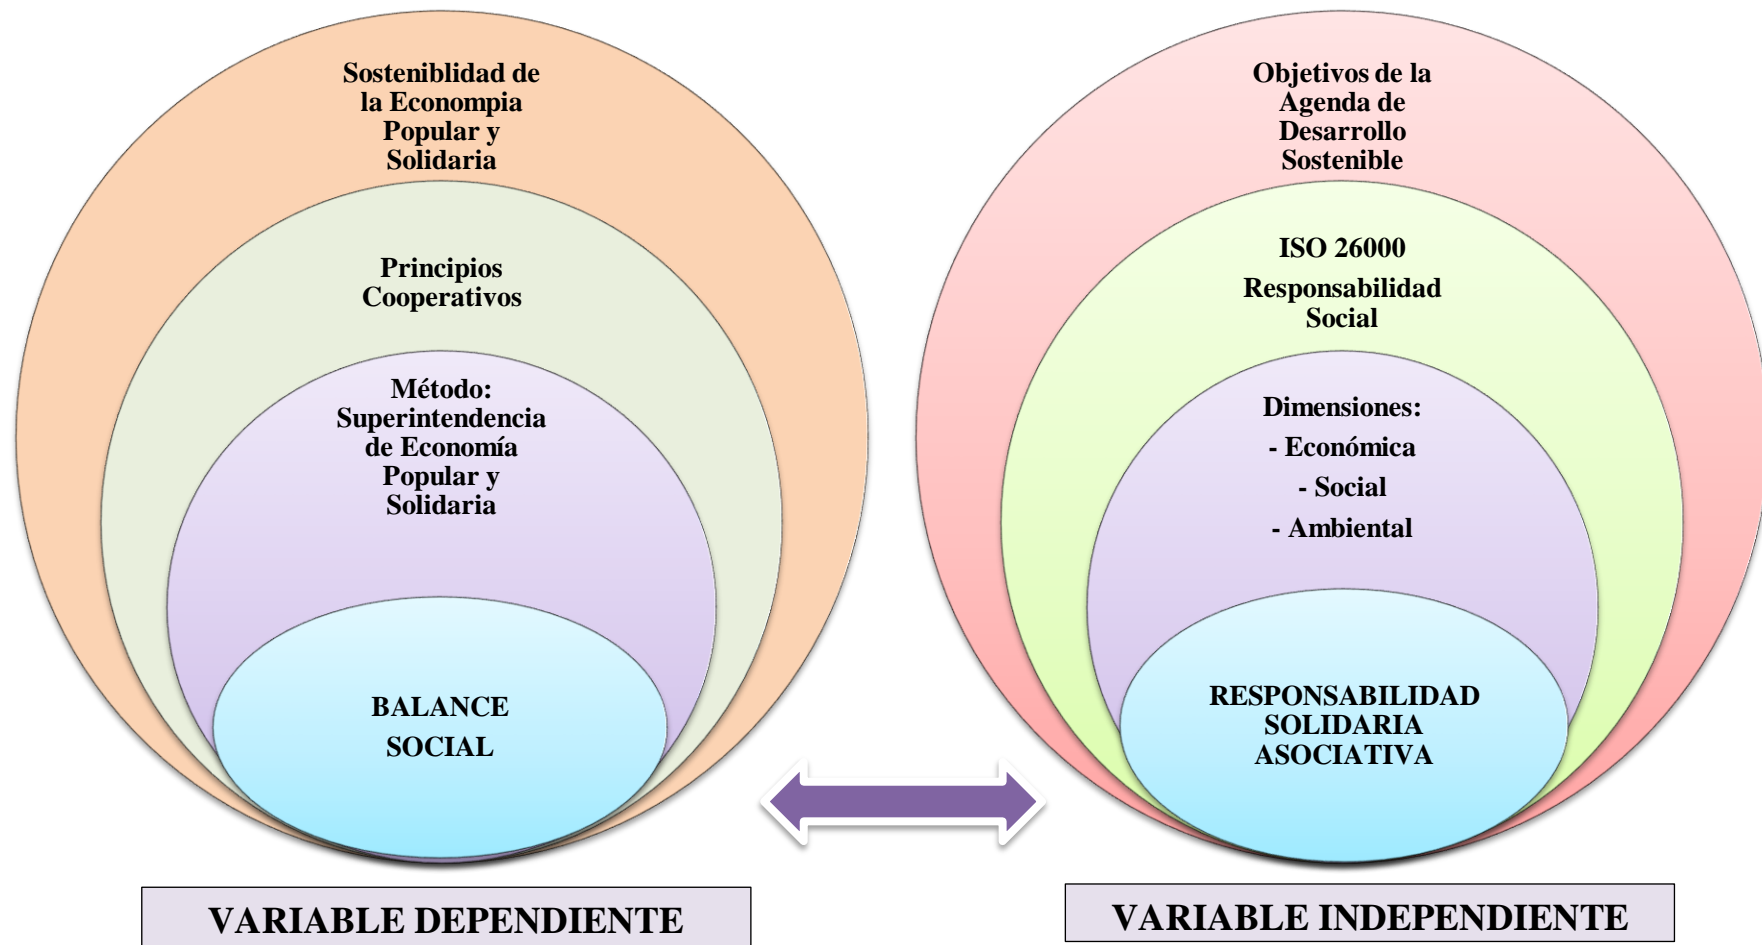 Sosteniblidad de
la Econompia
Popular y
Solidaria
Principios
Cooperativos
Método:
Superintendencia
de Economía
Popular y
Solidaria
BALANCE
SOCIAL
VARIABLE DEPENDIENTE
Objetivos de la
Agenda de
Desarrollo
Sostenible
ISO 26000
Responsabilidad
Social
Dimensiones:
- Económica
- Social
- Ambiental
RESPONSABILIDAD
SOLIDARIA
ASOCIATIVA
VARIABLE INDEPENDIENTE